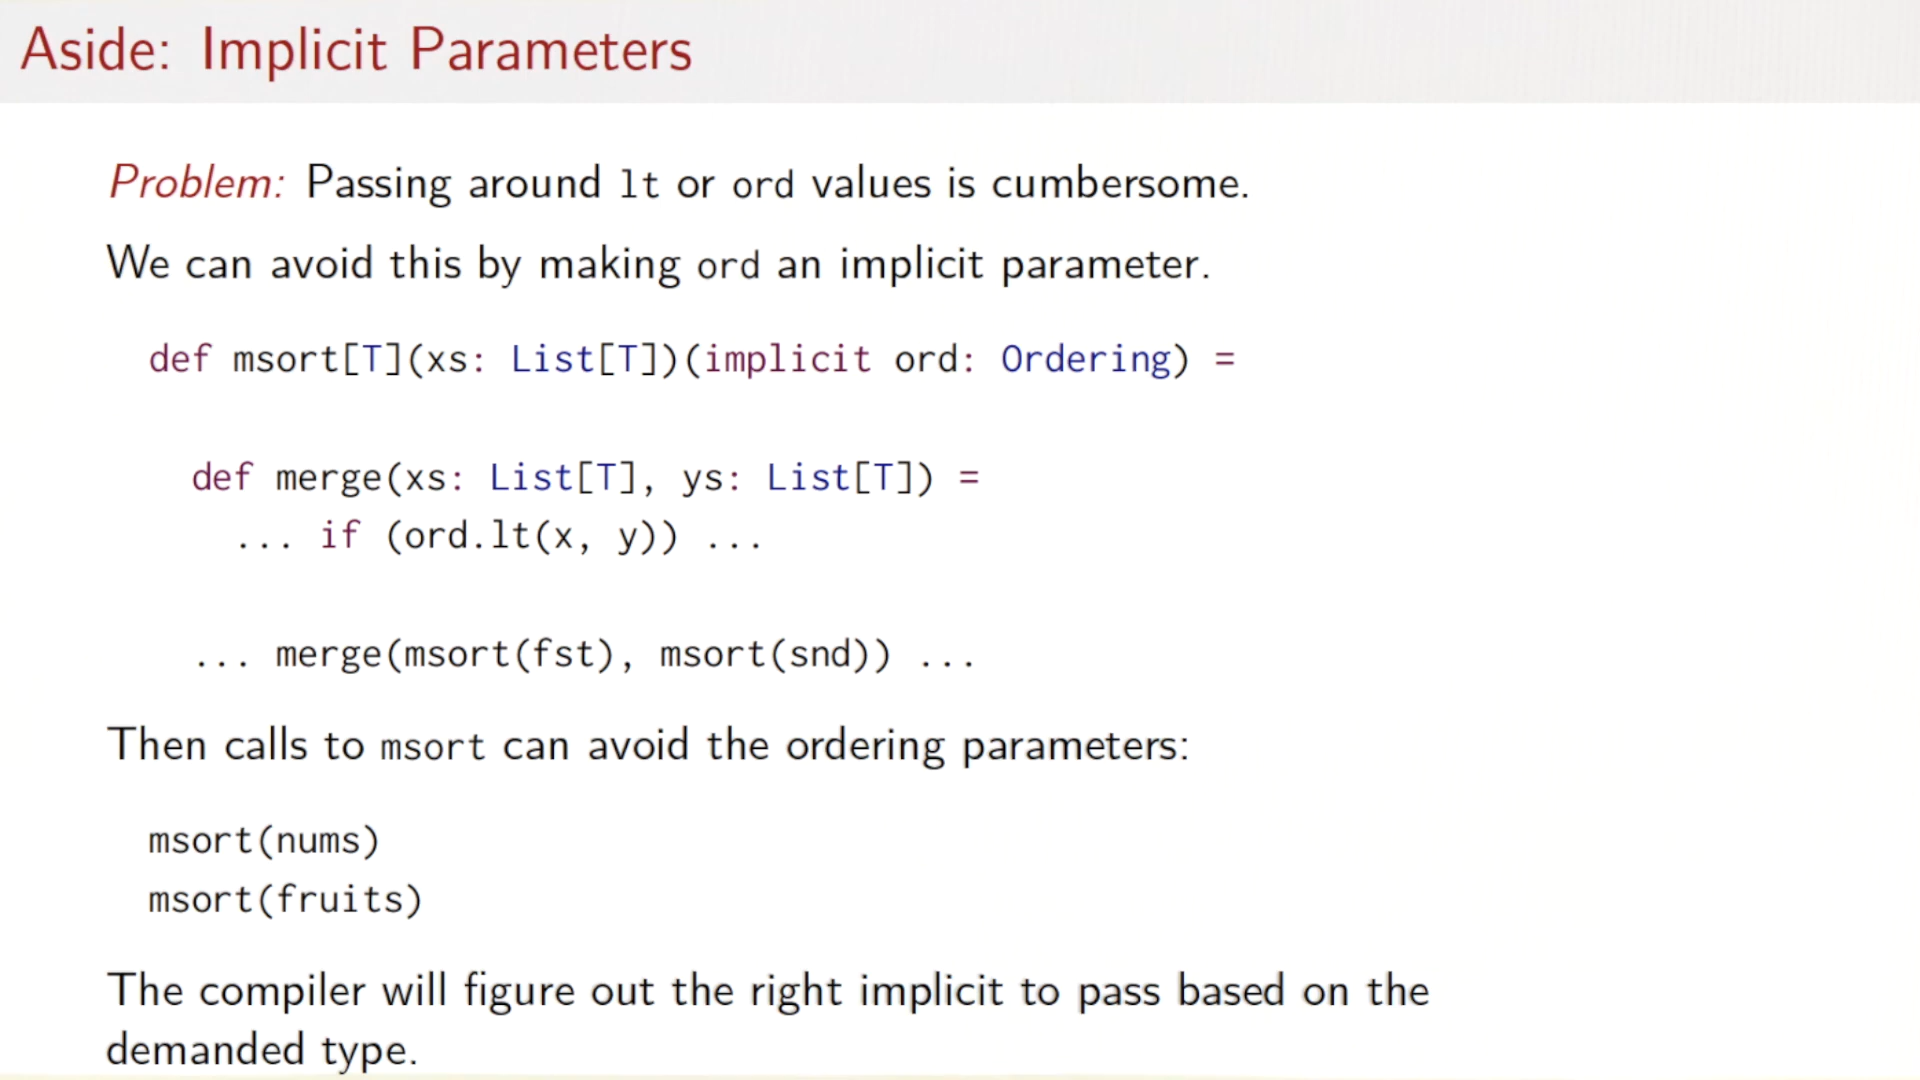 Aside: Implicit Parameters
Problem: Passing around lt or ord values is cumbersome.
We can avoid this by making ord an implicit parameter.
def msort[T](xs: List[T])(implicit ord: Ordering) =
def merge(xs: List[T], ys: List[T]) =
... if (ord.lt(x, y)) ...
... merge(msort(fst), msort(snd)) ...
Then calls to msort can avoid the ordering parameters:
msort(nums)
msort(fruits)
The compiler will figure out the right implicit to pass based on the
demanded type.